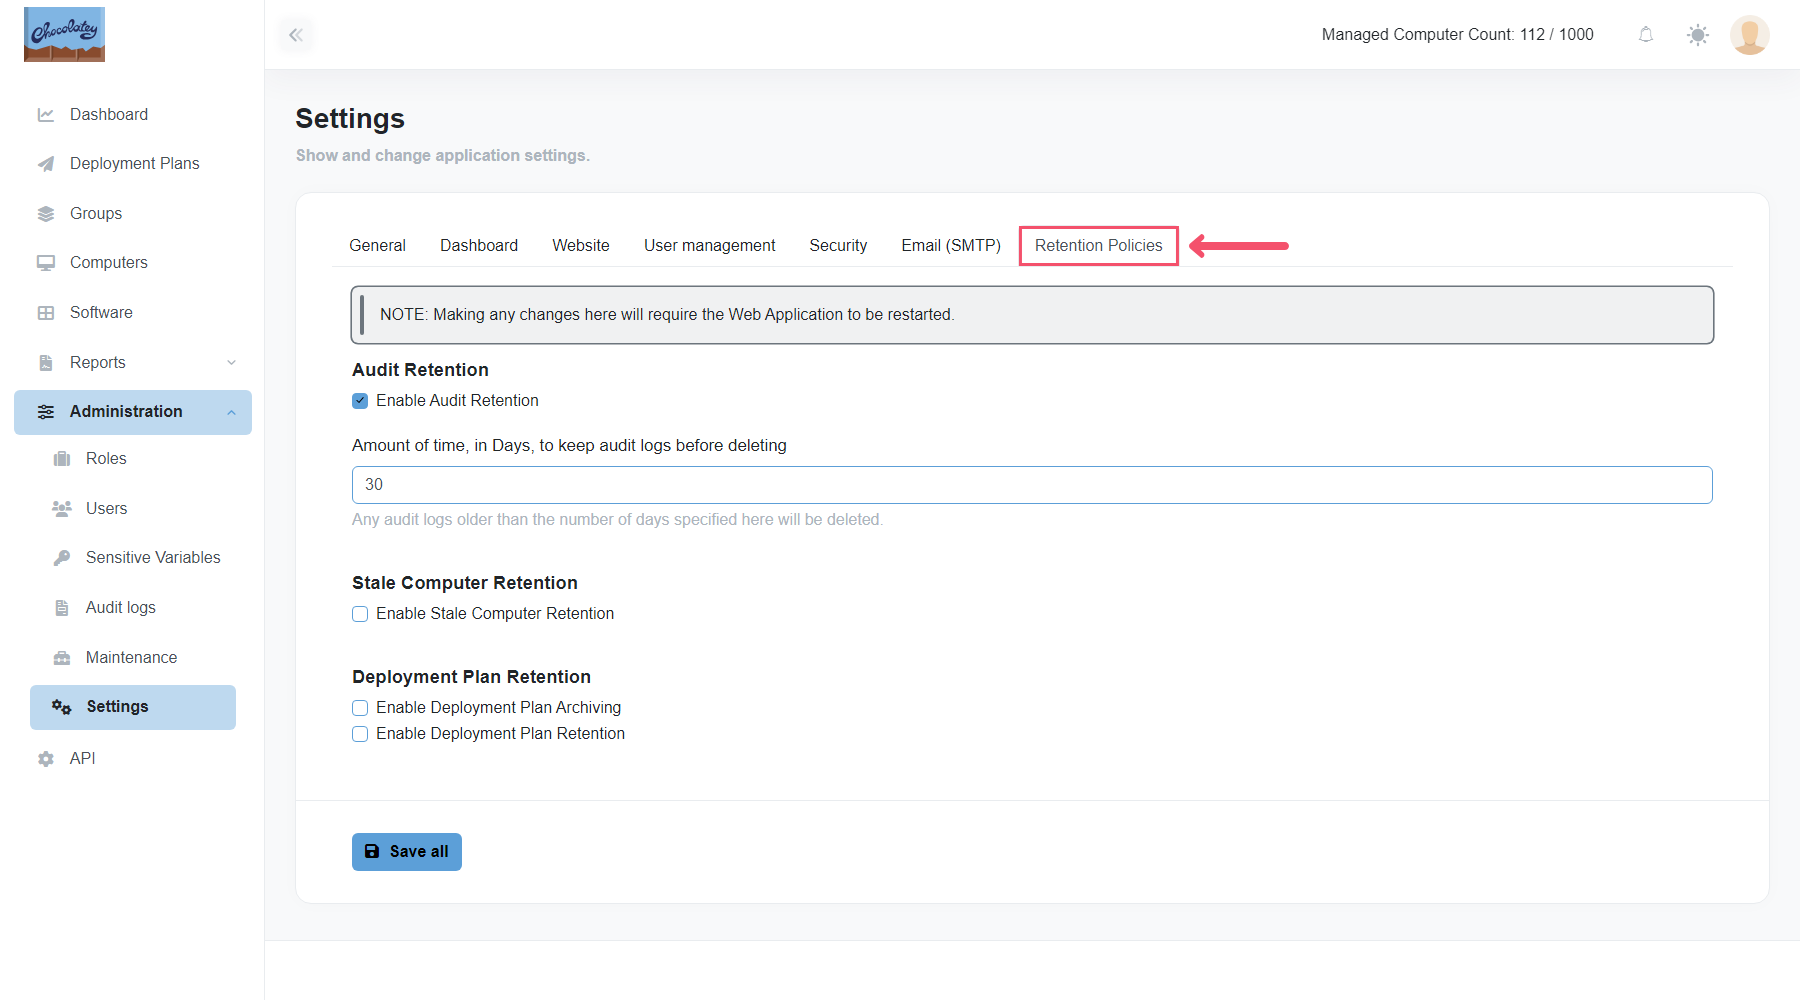 Chocolatey
Managed Computer Count: 112 / 1000
Dashboard
Deployment Plans
Groups
Computers
Software
Reports
Administration
Roles
Users
Sensitive Variables
Audit logs
Maintenance
Settings
API
Settings
Show and change application settings.
General Dashboard Website User management Security Email (SMTP) Retention Policies
NOTE: Making any changes here will require the Web Application to be restarted.
Audit Retention
Enable Audit Retention
Amount of time, in Days, to keep audit logs before deleting
30
Any audit logs older than the number of days specified here will be deleted.
Stale Computer Retention
Enable Stale Computer Retention
Deployment Plan Retention
Enable Deployment Plan Archiving
Enable Deployment Plan Retention
Save all